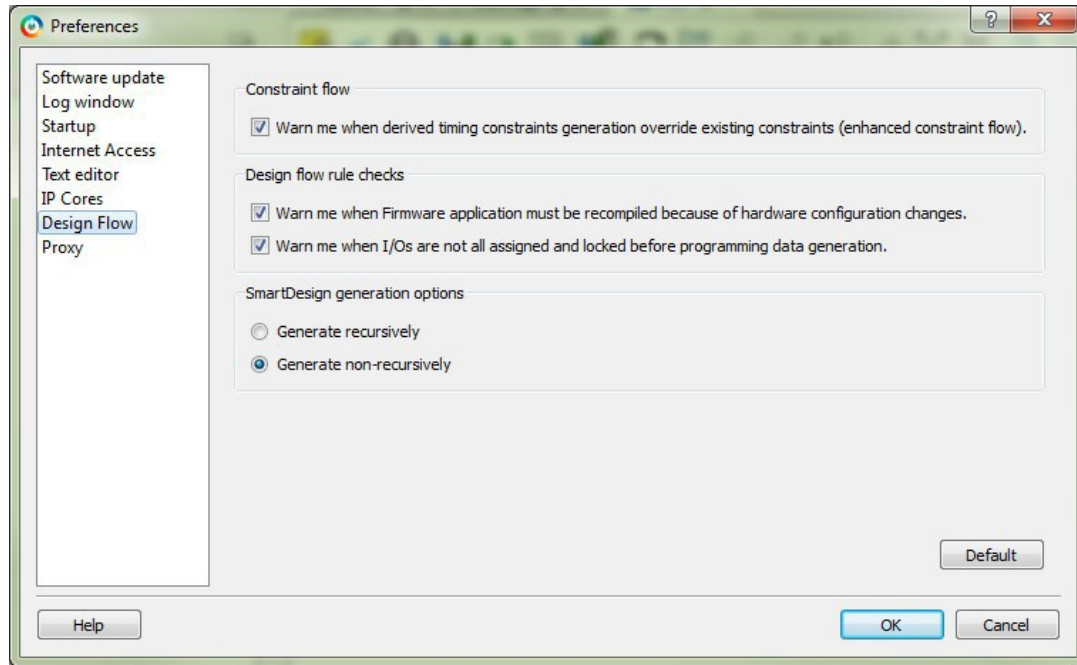 Preferences
?
X
Software update
Log window
Startup
Internet Access
Text editor
IP Cores
Design Flow
Proxy
Constraint flow
Warn me when derived timing constraints generation override existing constraints (enhanced constraint flow).
Design flow rule checks
Warn me when Firmware application must be recompiled because of hardware configuration changes.
Warn me when I/Os are not all assigned and locked before programming data generation.
SmartDesign generation options
Generate recursively
Generate non-recursively
Default
Help
OK
Cancel